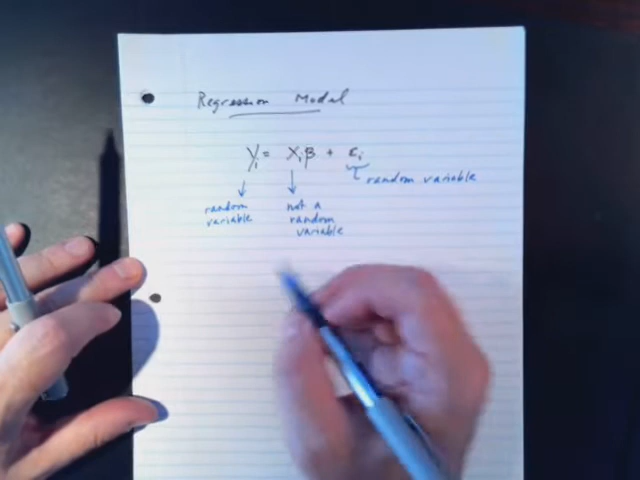 Regression Model
Yᵢ = Xᵢβ + εᵢ
random variable
random variable
not a random variable